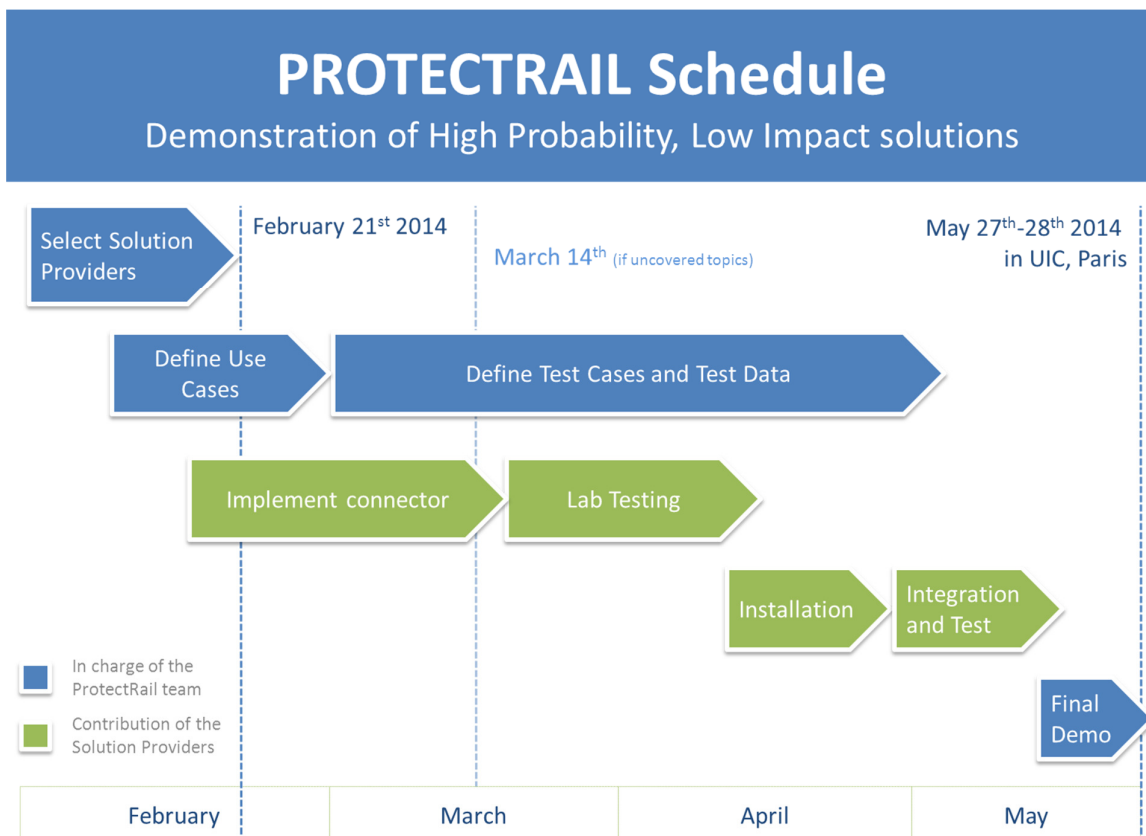 PROTECTRAIL Schedule
Demonstration of High Probability, Low Impact solutions
Select Solution
Providers
February 21st 2014
March 14th (if uncovered topics)
May 27th-28th 2014
in UIC, Paris
Define Use
Cases
Define Test Cases and Test Data
Implement connector
Lab Testing
Installation
Integration
and Test
In charge of the
ProtectRail team
Contribution of the
Solution Providers
Final
Demo
February
March
April
May